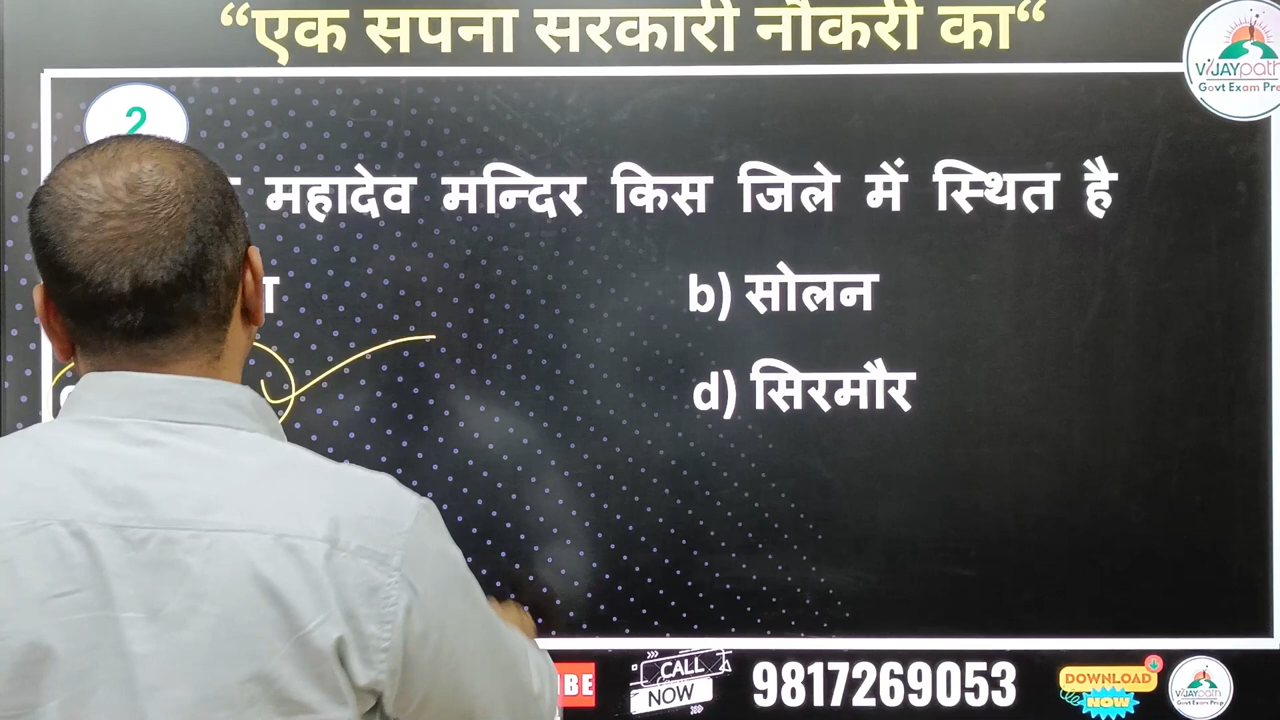 “एक सपना सरकारी नौकरी का“
VIJAYpath
Govt Exam Pre
2
महादेव मन्दिर किस जिले में स्थित है
b) सोलन
d) सिरमौर
CALL NOW
9817269053
DOWNLOAD NOW
VIJAYpath
Govt Exam Prep